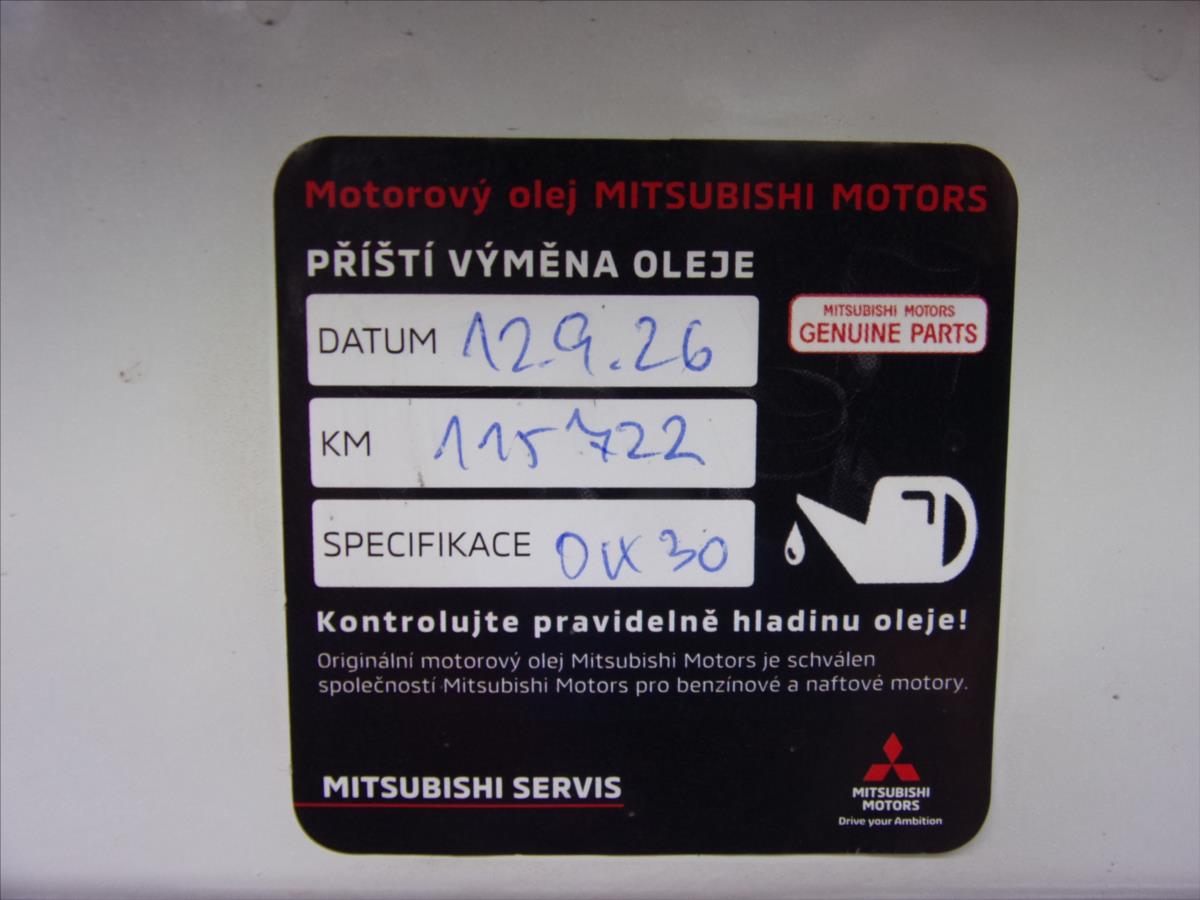 Motorový olej MITSUBISHI MOTORS
PŘÍŠTÍ VÝMĚNA OLEJE
DATUM 12.9.26
MITSUBISHI MOTORS
GENUINE PARTS
KM 115722
SPECIFIKACE 0W30
Kontrolujte pravidelně hladinu oleje!
Originální motorový olej Mitsubishi Motors je schválen
společností Mitsubishi Motors pro benzínové a naftové motory.
MITSUBISHI SERVIS
MITSUBISHI
MOTORS
Drive your Ambition